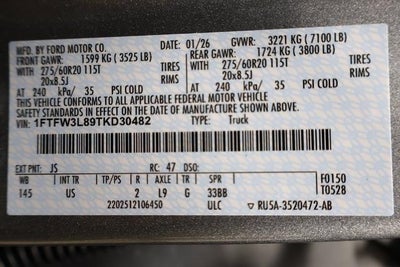 MFD. BY FORD MOTOR CO. 01/26 GVWR: 3221 KG ( 7100 LB)
FRONT GAWR: 1599 KG ( 3525 LB) REAR GAWR: 1724 KG ( 3800 LB)
275/60R20 115T TIRES 275/60R20 115T TIRES
20x8.5J RIMS 20x8.5J RIMS
AT 240 kPa/ 35 PSI COLD AT 240 kPa/ 35 PSI COLD
THIS VEHICLE CONFORMS TO ALL APPLICABLE FEDERAL MOTOR VEHICLE
SAFETY STANDARDS IN EFFECT ON THE DATE OF MANUFACTURE SHOWN ABOVE.
VIN: 1FTFW3L89TKD30482 TYPE: Truck
EXT PNT: JS RC: 47 DSO:
WB INT TR TP/PS R AXLE TR SPR F0150
145 US 2 L9 G 33BB T0528
2202512106450 ULC ▼ RU5A-3520472-AB